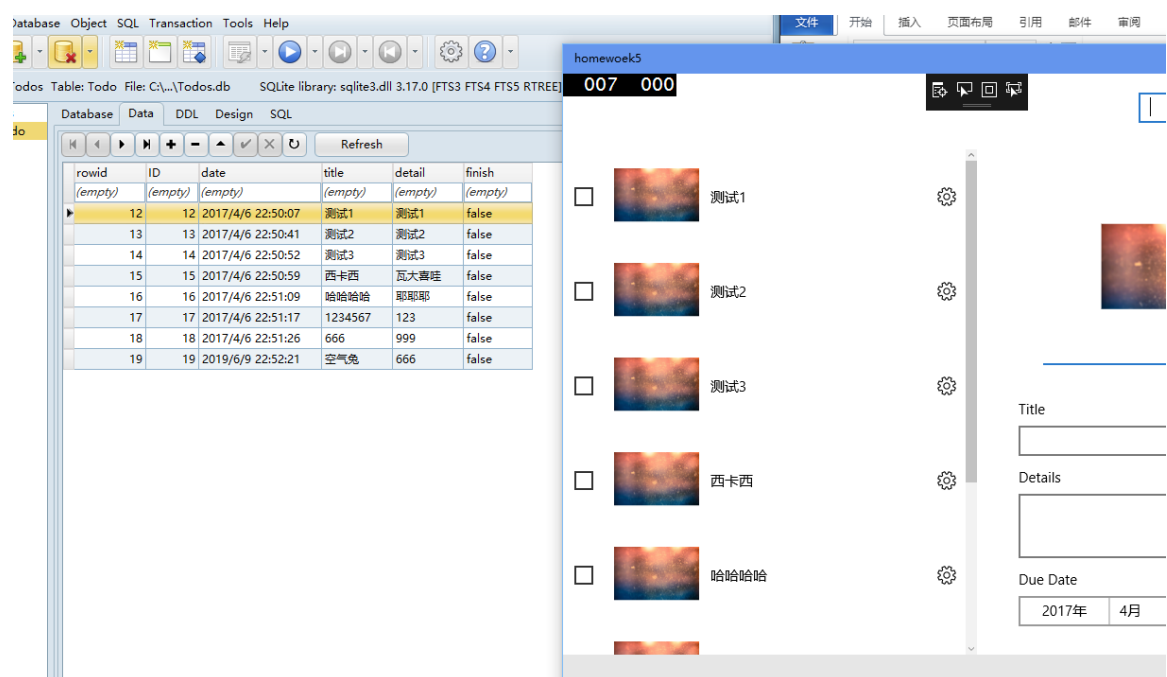 Database Object SQL Transaction Tools Help
Todos Table: Todo File: C:\...\Todos.db SQLite library: sqlite3.dll 3.17.0 [FTS3 FTS4 FTS5 RTREE]
do
Database Data DDL Design SQL
Refresh
rowid ID date title detail finish
(empty) (empty) (empty) (empty) (empty) (empty)
12 12 2017/4/6 22:50:07 测试1 测试1 false
13 13 2017/4/6 22:50:41 测试2 测试2 false
14 14 2017/4/6 22:50:52 测试3 测试3 false
15 15 2017/4/6 22:50:59 西卡西 瓦大喜哇 false
16 16 2017/4/6 22:51:09 哈哈哈哈 耶耶耶 false
17 17 2017/4/6 22:51:17 1234567 123 false
18 18 2017/4/6 22:51:26 666 999 false
19 19 2019/6/9 22:52:21 空气兔 666 false
文件 开始 插入 页面布局 引用 邮件 审阅
homewoek5
007 000
测试1
测试2
测试3
西卡西
哈哈哈哈
Title
Details
Due Date
2017年 4月